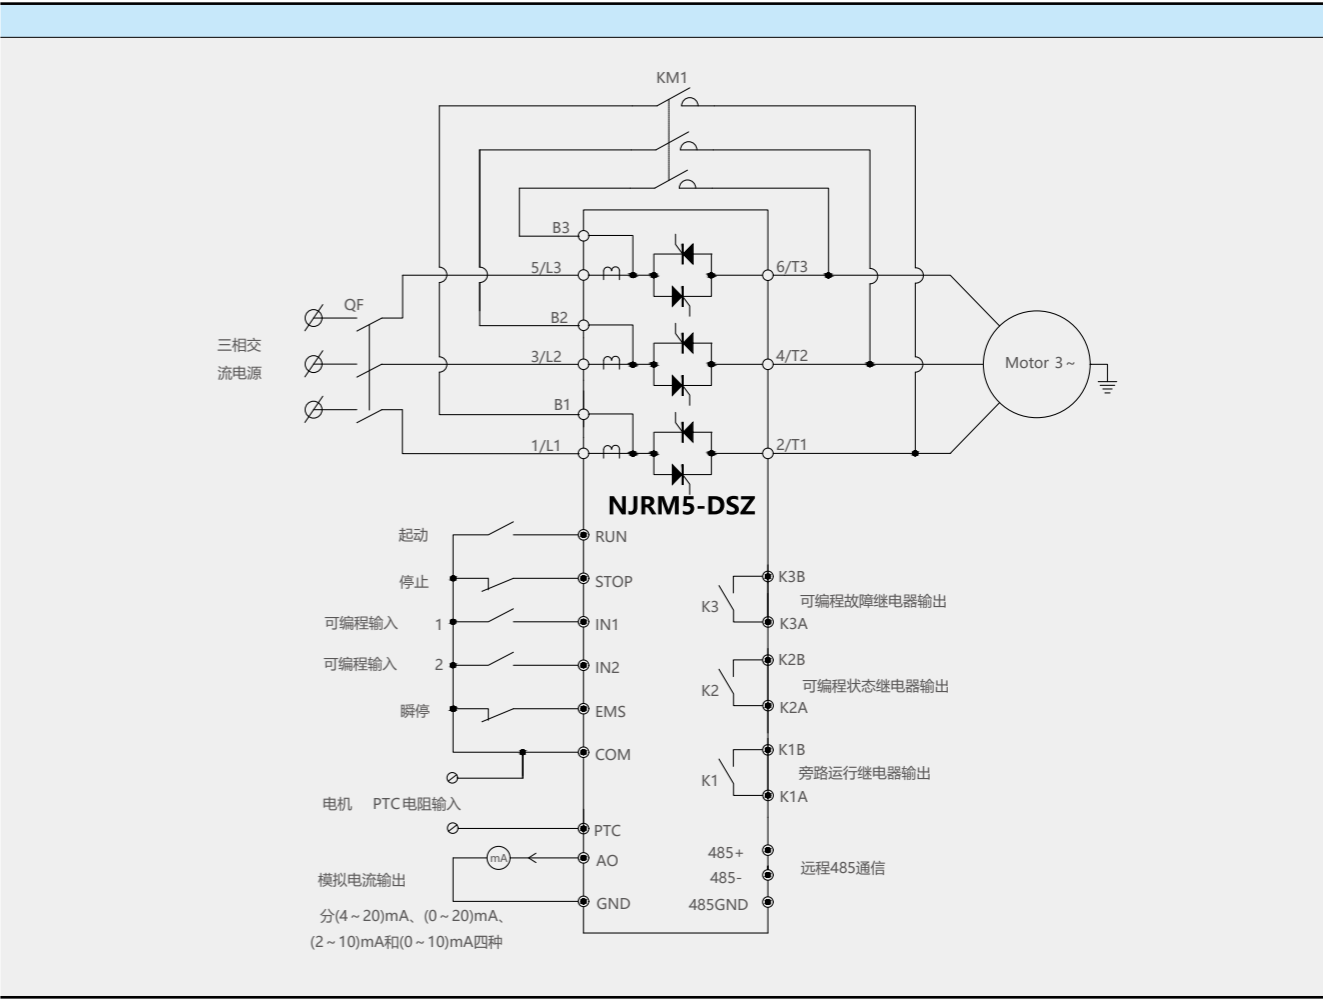 KM1
B3
5/L3
6/T3
QF
B2
三相交
流电源
3/L2
4/T2
Motor 3~
B1
1/L1
2/T1
NJRM5-DSZ
起动
RUN
停止
STOP
K3B
K3
可编程故障继电器输出
可编程输入 1
IN1
K3A
可编程输入 2
IN2
K2B
K2
可编程状态继电器输出
瞬停
EMS
K2A
COM
K1B
K1
旁路运行继电器输出
电机 PTC电阻输入
K1A
PTC
mA
AO
485+
远程485通信
模拟电流输出
485-
GND
485GND
分(4~20)mA、(0~20)mA、
(2~10)mA和(0~10)mA四种